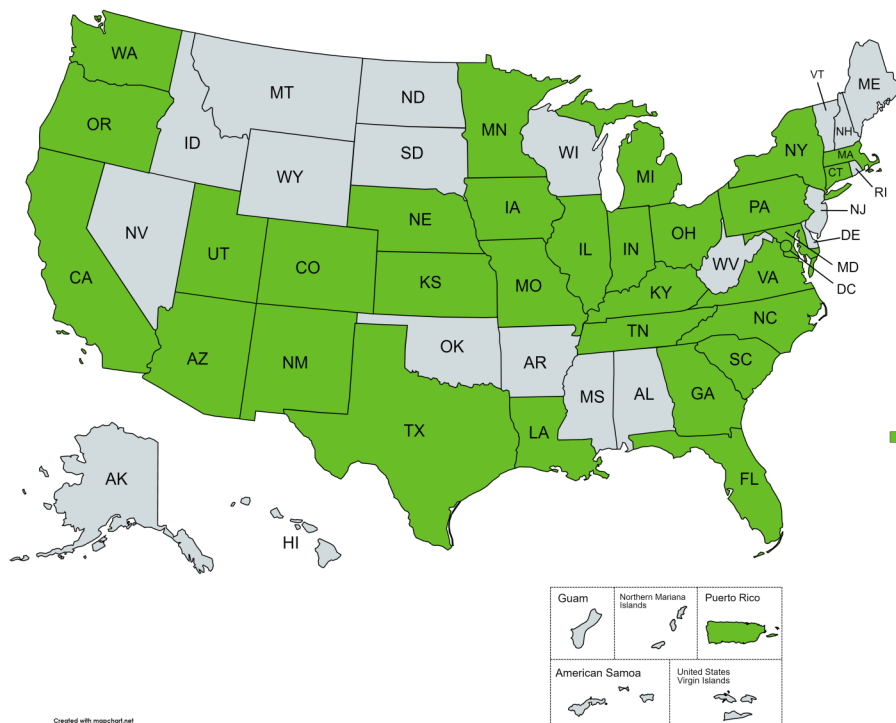 WA
MT
ND
MN
VT
ME
OR
ID
SD
WI
NH
WY
MI
NY
MA
CT
RI
NV
NE
IA
PA
NJ
UT
CO
IL
IN
OH
DE
CA
KS
MO
WV
VA
MD
DC
KY
AZ
NM
OK
AR
TN
NC
MS
AL
SC
GA
TX
LA
FL
AK
HI
Guam
Northern Mariana
Islands
Puerto Rico
American Samoa
United States
Virgin Islands
Created with mapchart.net